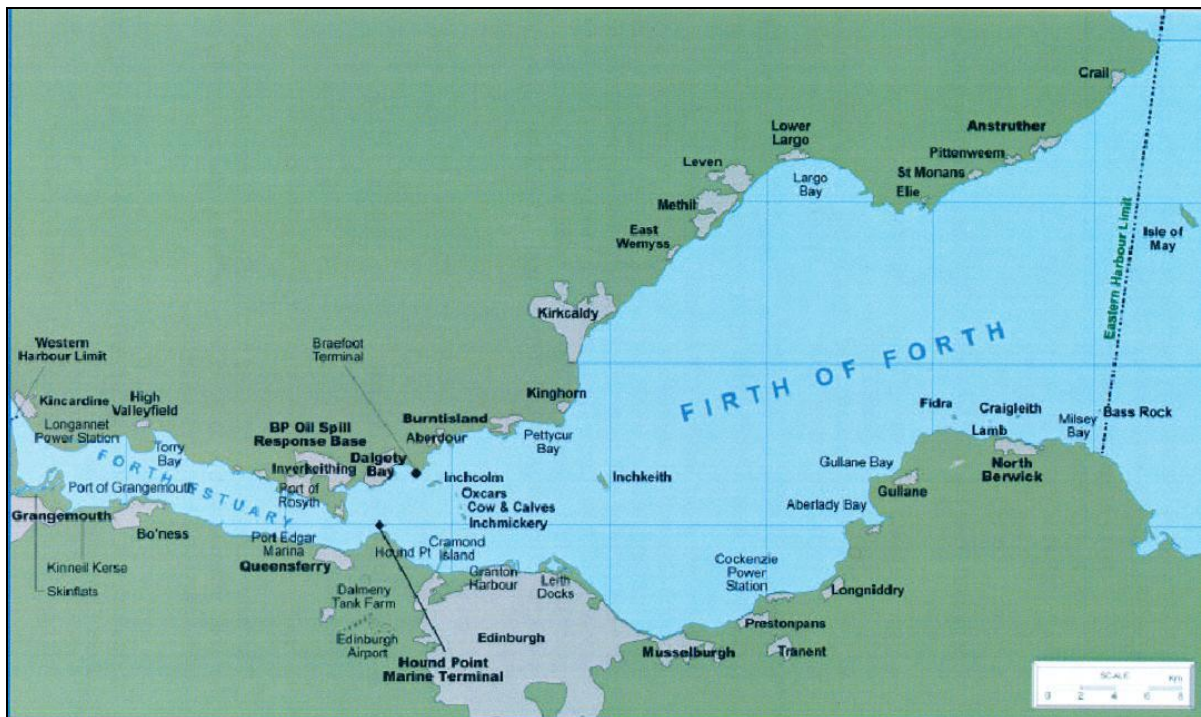 Crail
Anstruther
Pittenweem
St Monans
Elie
Lower
Largo
Largo
Bay
Leven
Methil
East
Wemyss
Isle of
May
Eastern Harbour Limit
Kirkcaldy
FIRTH OF FORTH
Western
Harbour Limit
Braefoot
Terminal
Kinghorn
Kincardine
High
Valleyfield
Longannet
Power Station
Torry
Bay
BP Oil Spill
Response Base
Burntisland
Aberdour
Pettycur
Bay
Dalgety
Bay
Inverkeithing
Port of
Rosyth
Inchcolm
Oxcars
Cow & Calves
Inchmickery
Inchkeith
Fidra
Craigleith
Lamb
Milsey
Bay
Bass Rock
North
Berwick
Gullane Bay
Gullane
Aberlady Bay
FORTH ESTUARY
Port of Grangemouth
Grangemouth
Bo'ness
Kinneil Kerse
Skinflats
Port Edgar
Marina
Queensferry
Hound Pt
Cramond
Island
Granton
Harbour
Leith
Docks
Cockenzie
Power
Station
Longniddry
Prestonpans
Tranent
Musselburgh
Dalmeny
Tank Farm
Edinburgh
Airport
Edinburgh
Hound Point
Marine Terminal
SCALE
Km
0 2 4 6 8